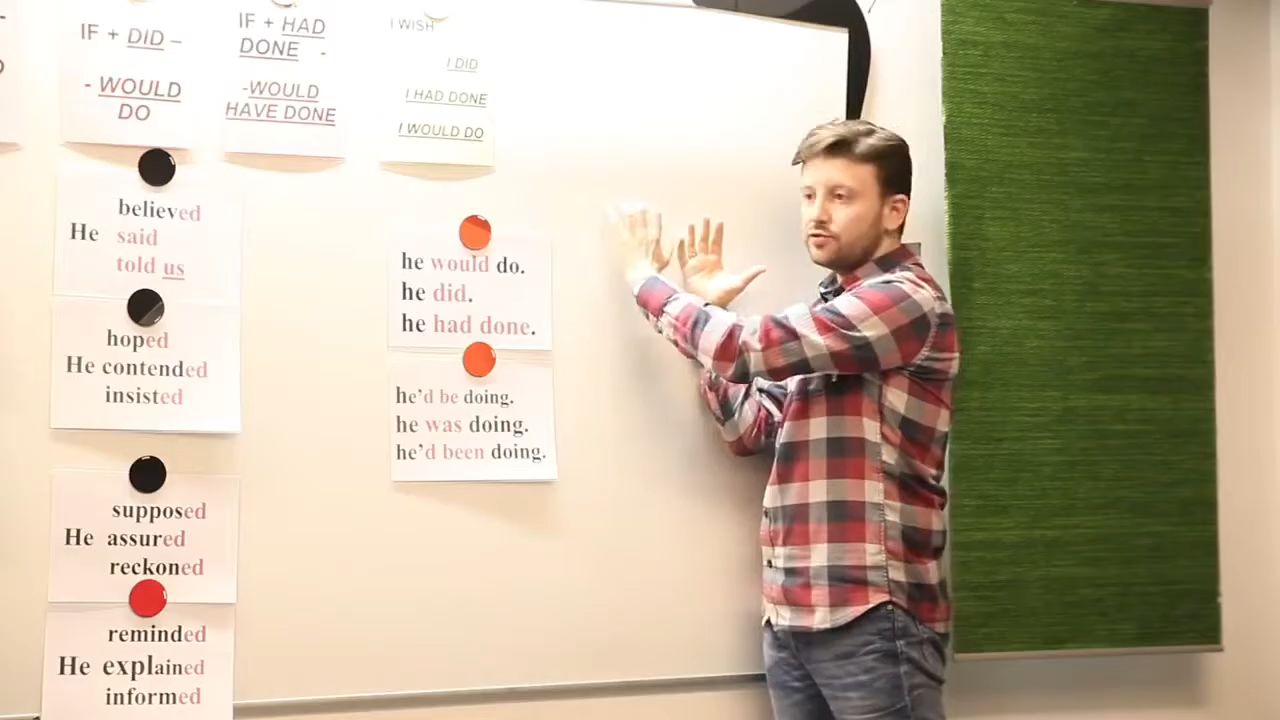 IF + DID –
- WOULD
DO
IF + HAD
DONE -
-WOULD
HAVE DONE
I WISH
I DID
I HAD DONE
I WOULD DO
believed
He said
told us
hoped
He contended
insisted
supposed
He assured
reckoned
reminded
He explained
informed
he would do.
he did.
he had done.
he'd be doing.
he was doing.
he'd been doing.